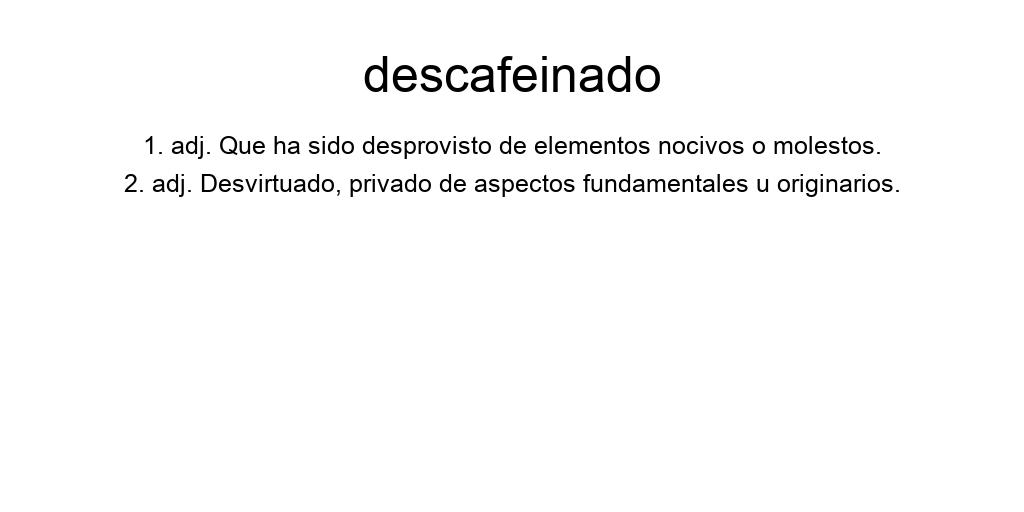 descafeinado
1. adj. Que ha sido desprovisto de elementos nocivos o molestos.
2. adj. Desvirtuado, privado de aspectos fundamentales u originarios.